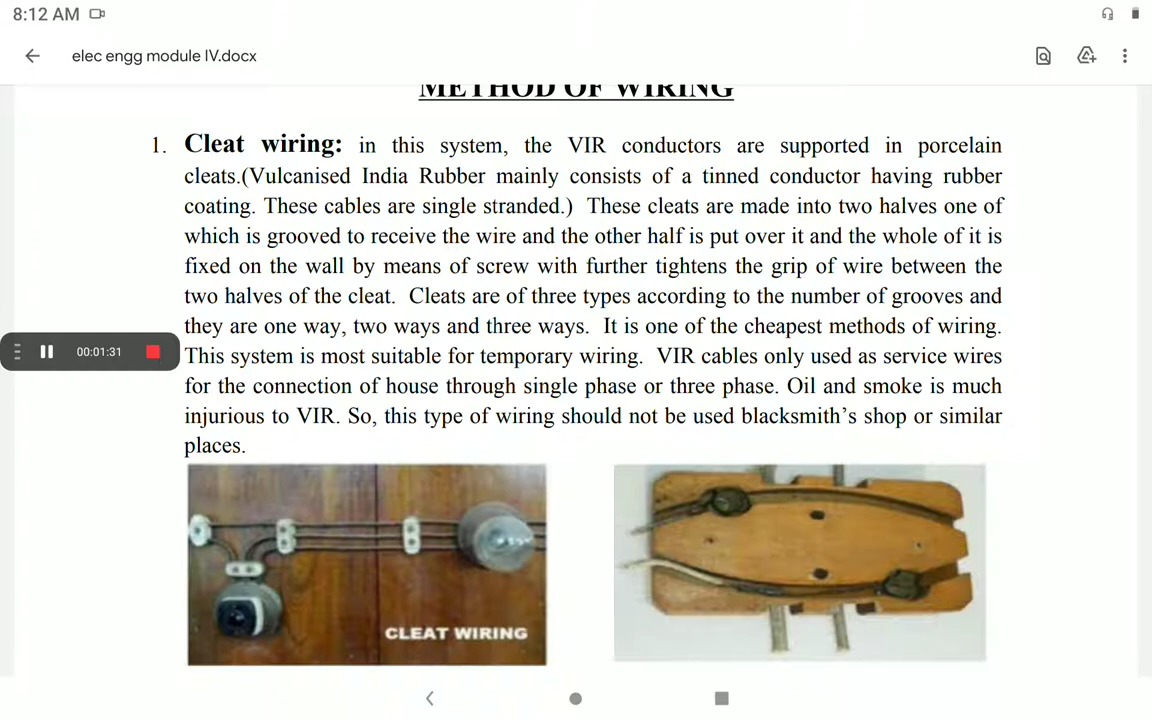 8:12 AM
elec engg module IV.docx
METHOD OF WIRING
1. Cleat wiring: in this system, the VIR conductors are supported in porcelain
cleats.(Vulcanised India Rubber mainly consists of a tinned conductor having rubber
coating. These cables are single stranded.) These cleats are made into two halves one of
which is grooved to receive the wire and the other half is put over it and the whole of it is
fixed on the wall by means of screw with further tightens the grip of wire between the
two halves of the cleat. Cleats are of three types according to the number of grooves and
they are one way, two ways and three ways. It is one of the cheapest methods of wiring.
00:01:31
This system is most suitable for temporary wiring. VIR cables only used as service wires
for the connection of house through single phase or three phase. Oil and smoke is much
injurious to VIR. So, this type of wiring should not be used blacksmith's shop or similar
places.
CLEAT WIRING